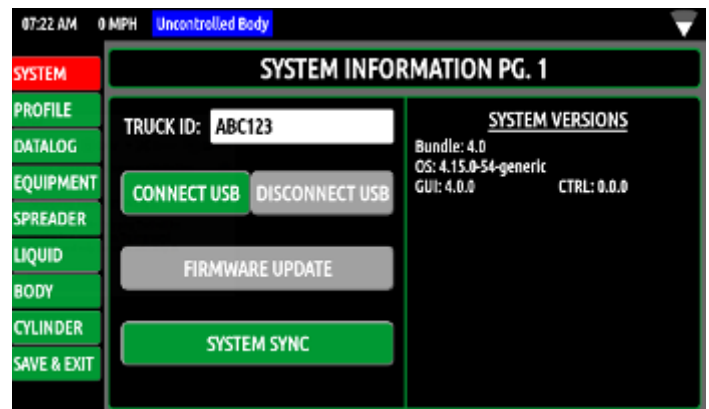 07:22 AM 0 MPH Uncontrolled Body
SYSTEM INFORMATION PG. 1
SYSTEM
PROFILE
DATALOG
EQUIPMENT
SPREADER
LIQUID
BODY
CYLINDER
SAVE & EXIT
TRUCK ID: ABC123
CONNECT USB DISCONNECT USB
FIRMWARE UPDATE
SYSTEM SYNC
SYSTEM VERSIONS
Bundle: 4.0
OS: 4.15.0-54-generic
GUI: 4.0.0 CTRL: 0.0.0